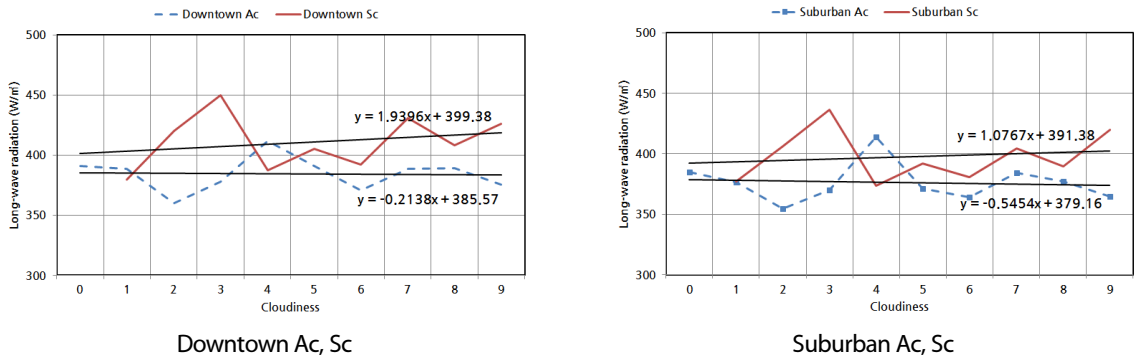 Downtown Ac Downtown Sc
500
450
400
350
300
Long-wave radiation (W/㎡)
y = 1.9396x + 399.38
y = -0.2138x + 385.57
0 1 2 3 4 5 6 7 8 9
Cloudiness
Downtown Ac, Sc
Suburban Ac Suburban Sc
500
450
400
350
300
Long-wave radiation (W/㎡)
y = 1.0767x + 391.38
y = -0.5454x + 379.16
0 1 2 3 4 5 6 7 8 9
Cloudiness
Suburban Ac, Sc